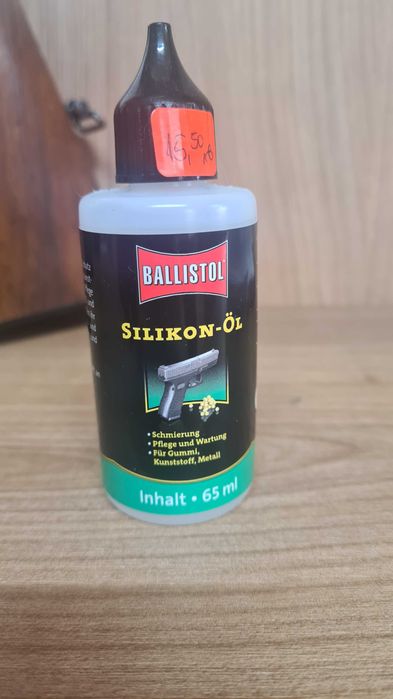 16,50
BALLISTOL
SILIKON-ÖL
• Schmierung
• Pflege und Wartung
• Für Gummi,
Kunststoff, Metall
Inhalt • 65 ml